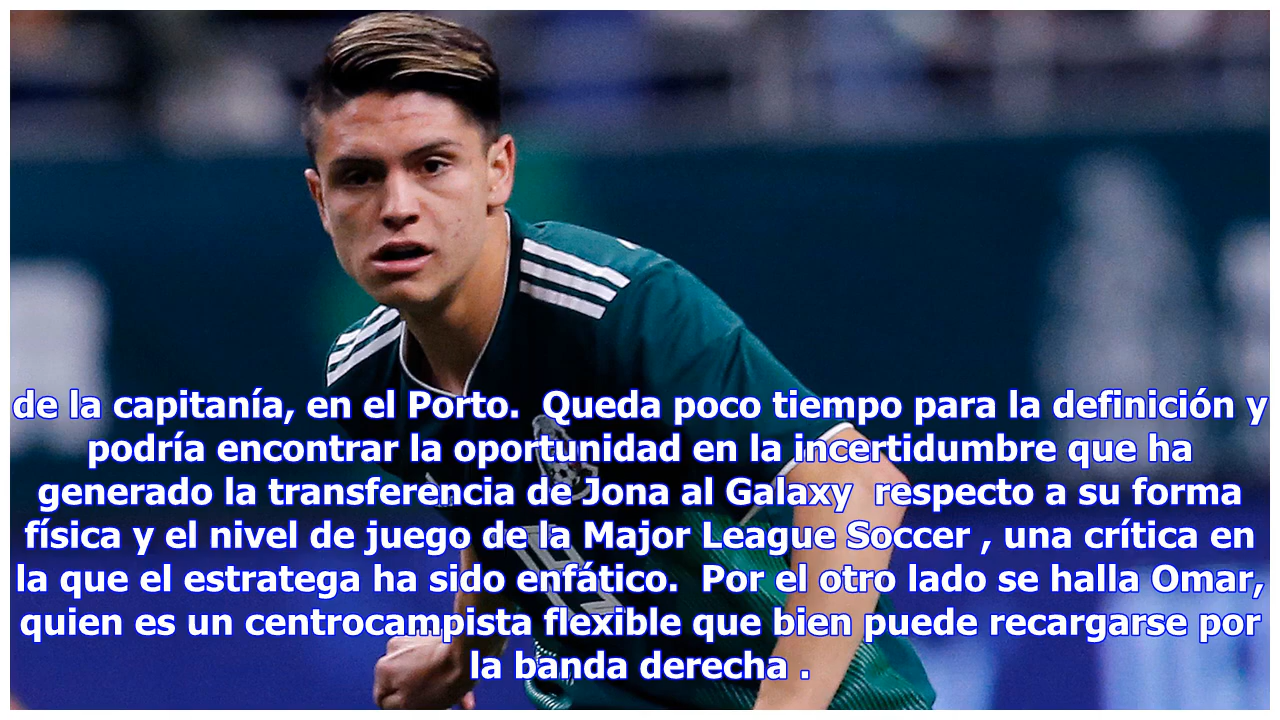 de la capitanía, en el Porto.  Queda poco tiempo para la definición y
podría encontrar la oportunidad en la incertidumbre que ha
generado la transferencia de Jona al Galaxy  respecto a su forma
física y el nivel de juego de la Major League Soccer , una crítica en
la que el estratega ha sido enfático.  Por el otro lado se halla Omar,
quien es un centrocampista flexible que bien puede recargarse por
la banda derecha .